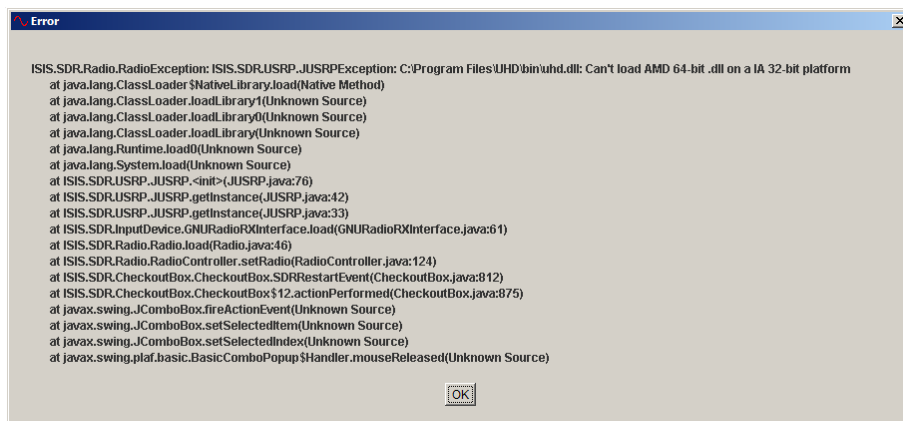 Error
ISIS.SDR.Radio.RadioException: ISIS.SDR.USRP.JUSRPException: C:\Program Files\UHD\bin\uhd.dll: Can't load AMD 64-bit .dll on a IA 32-bit platform
at java.lang.ClassLoader$NativeLibrary.load(Native Method)
at java.lang.ClassLoader.loadLibrary1(Unknown Source)
at java.lang.ClassLoader.loadLibrary0(Unknown Source)
at java.lang.ClassLoader.loadLibrary(Unknown Source)
at java.lang.Runtime.load0(Unknown Source)
at java.lang.System.load(Unknown Source)
at ISIS.SDR.USRP.JUSRP.<init>(JUSRP.java:76)
at ISIS.SDR.USRP.JUSRP.getInstance(JUSRP.java:42)
at ISIS.SDR.USRP.JUSRP.getInstance(JUSRP.java:33)
at ISIS.SDR.InputDevice.GNURadioRXInterface.load(GNURadioRXInterface.java:61)
at ISIS.SDR.Radio.Radio.load(Radio.java:46)
at ISIS.SDR.Radio.RadioController.setRadio(RadioController.java:124)
at ISIS.SDR.CheckoutBox.CheckoutBox.SDRRestartEvent(CheckoutBox.java:812)
at ISIS.SDR.CheckoutBox.CheckoutBox$12.actionPerformed(CheckoutBox.java:875)
at javax.swing.JComboBox.fireActionEvent(Unknown Source)
at javax.swing.JComboBox.setSelectedItem(Unknown Source)
at javax.swing.JComboBox.setSelectedIndex(Unknown Source)
at javax.swing.plaf.basic.BasicComboPopup$Handler.mouseReleased(Unknown Source)
OK